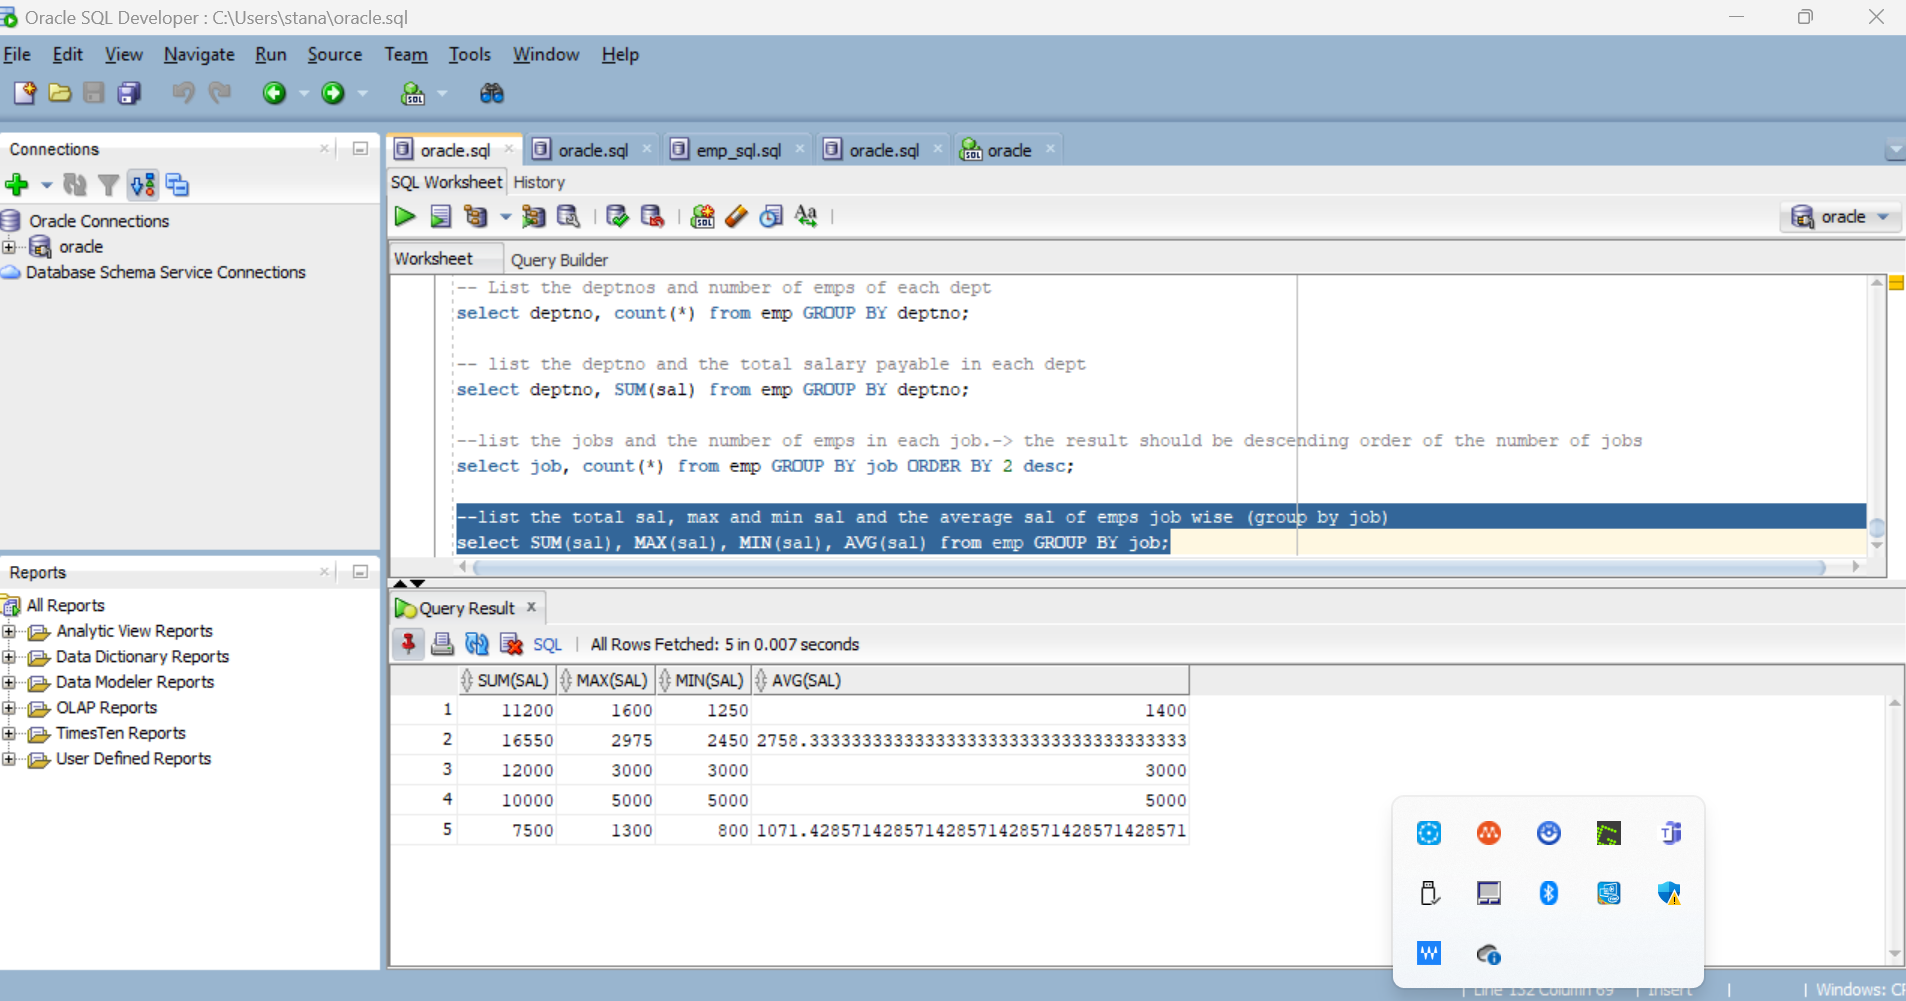 Oracle SQL Developer : C:\Users\stana\oracle.sql
File Edit View Navigate Run Source Team Tools Window Help
Connections
Oracle Connections
oracle
Database Schema Service Connections
Reports
All Reports
Analytic View Reports
Data Dictionary Reports
Data Modeler Reports
OLAP Reports
TimesTen Reports
User Defined Reports
oracle.sql oracle.sql emp_sql.sql oracle.sql oracle
SQL Worksheet History
oracle
Worksheet Query Builder
-- List the deptnos and number of emps of each dept
select deptno, count(*) from emp GROUP BY deptno;
-- list the deptno and the total salary payable in each dept
select deptno, SUM(sal) from emp GROUP BY deptno;
--list the jobs and the number of emps in each job.-> the result should be descending order of the number of jobs
select job, count(*) from emp GROUP BY job ORDER BY 2 desc;
--list the total sal, max and min sal and the average sal of emps job wise (group by job)
select SUM(sal), MAX(sal), MIN(sal), AVG(sal) from emp GROUP BY job;
Query Result
SQL | All Rows Fetched: 5 in 0.007 seconds
SUM(SAL) MAX(SAL) MIN(SAL) AVG(SAL)
1 11200 1600 1250 1400
2 16550 2975 2450 2758.333333333333333333333333333333333333
3 12000 3000 3000 3000
4 10000 5000 5000 5000
5 7500 1300 800 1071.428571428571428571428571428571428571
Line 132 Column 69 | Insert | | Windows: CR